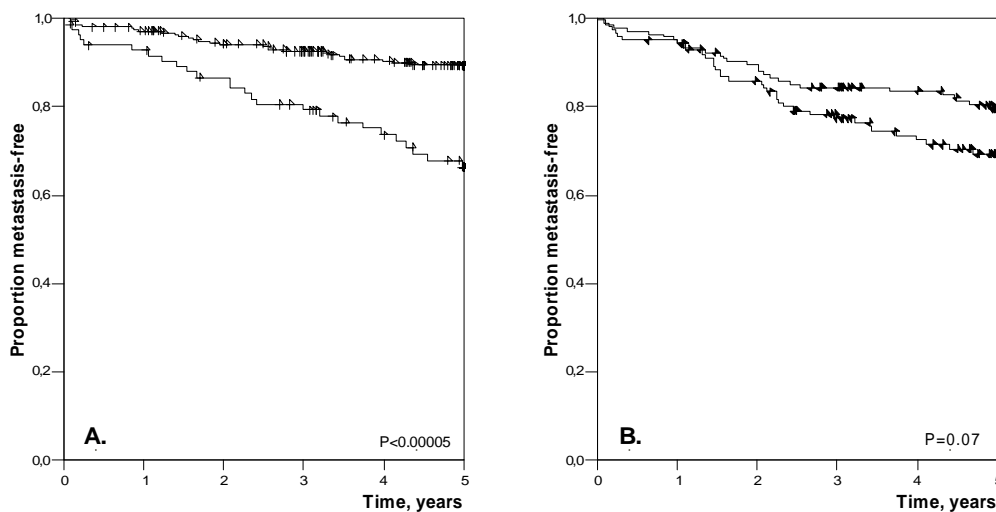 1,0
0,8
0,6
0,4
0,2
0,0
Proportion metastasis-free
A.
P<0.00005
0 1 2 3 4 5
Time, years
1,0
0,8
0,6
0,4
0,2
0,0
Proportion metastasis-free
B.
P=0.07
0 1 2 3 4 5
Time, years